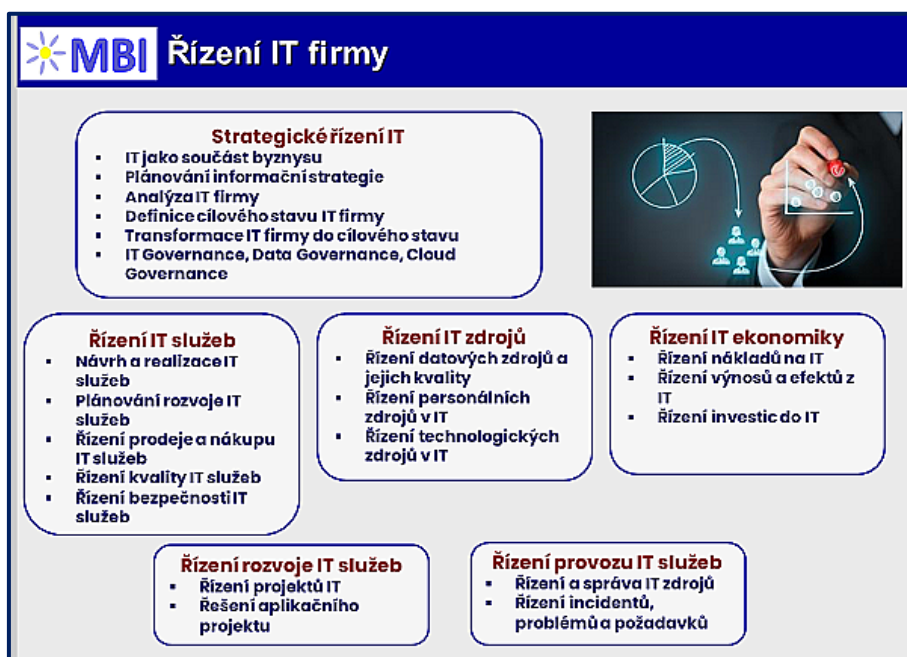 MBI Řízení IT firmy
Strategické řízení IT
▪ IT jako součást byznysu
▪ Plánování informační strategie
▪ Analýza IT firmy
▪ Definice cílového stavu IT firmy
▪ Transformace IT firmy do cílového stavu
▪ IT Governance, Data Governance, Cloud
Governance
Řízení IT služeb
▪ Návrh a realizace IT
služeb
▪ Plánování rozvoje IT
služeb
▪ Řízení prodeje a nákupu
IT služeb
▪ Řízení kvality IT služeb
▪ Řízení bezpečnosti IT
služeb
Řízení IT zdrojů
▪ Řízení datových zdrojů a
jejich kvality
▪ Řízení personálních
zdrojů v IT
▪ Řízení technologických
zdrojů v IT
Řízení IT ekonomiky
▪ Řízení nákladů na IT
▪ Řízení výnosů a efektů z
IT
▪ Řízení investic do IT
Řízení rozvoje IT služeb
▪ Řízení projektů IT
▪ Řešení aplikačního
projektu
Řízení provozu IT služeb
▪ Řízení a správa IT zdrojů
▪ Řízení incidentů,
problémů a požadavků